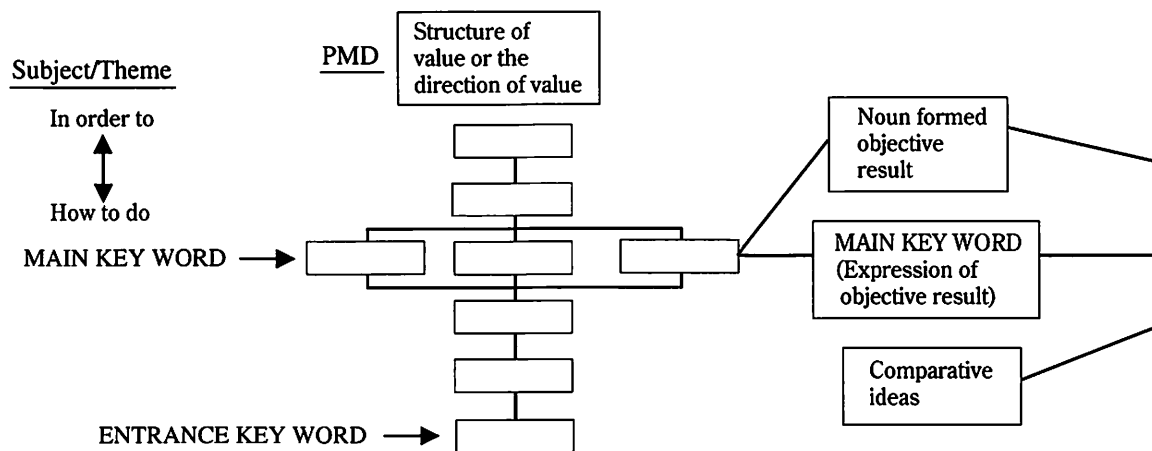 Subject/Theme
In order to
How to do
MAIN KEY WORD
ENTRANCE KEY WORD
PMD
Structure of
value or the
direction of value
Noun formed
objective
result
MAIN KEY WORD
(Expression of
objective result)
Comparative
ideas